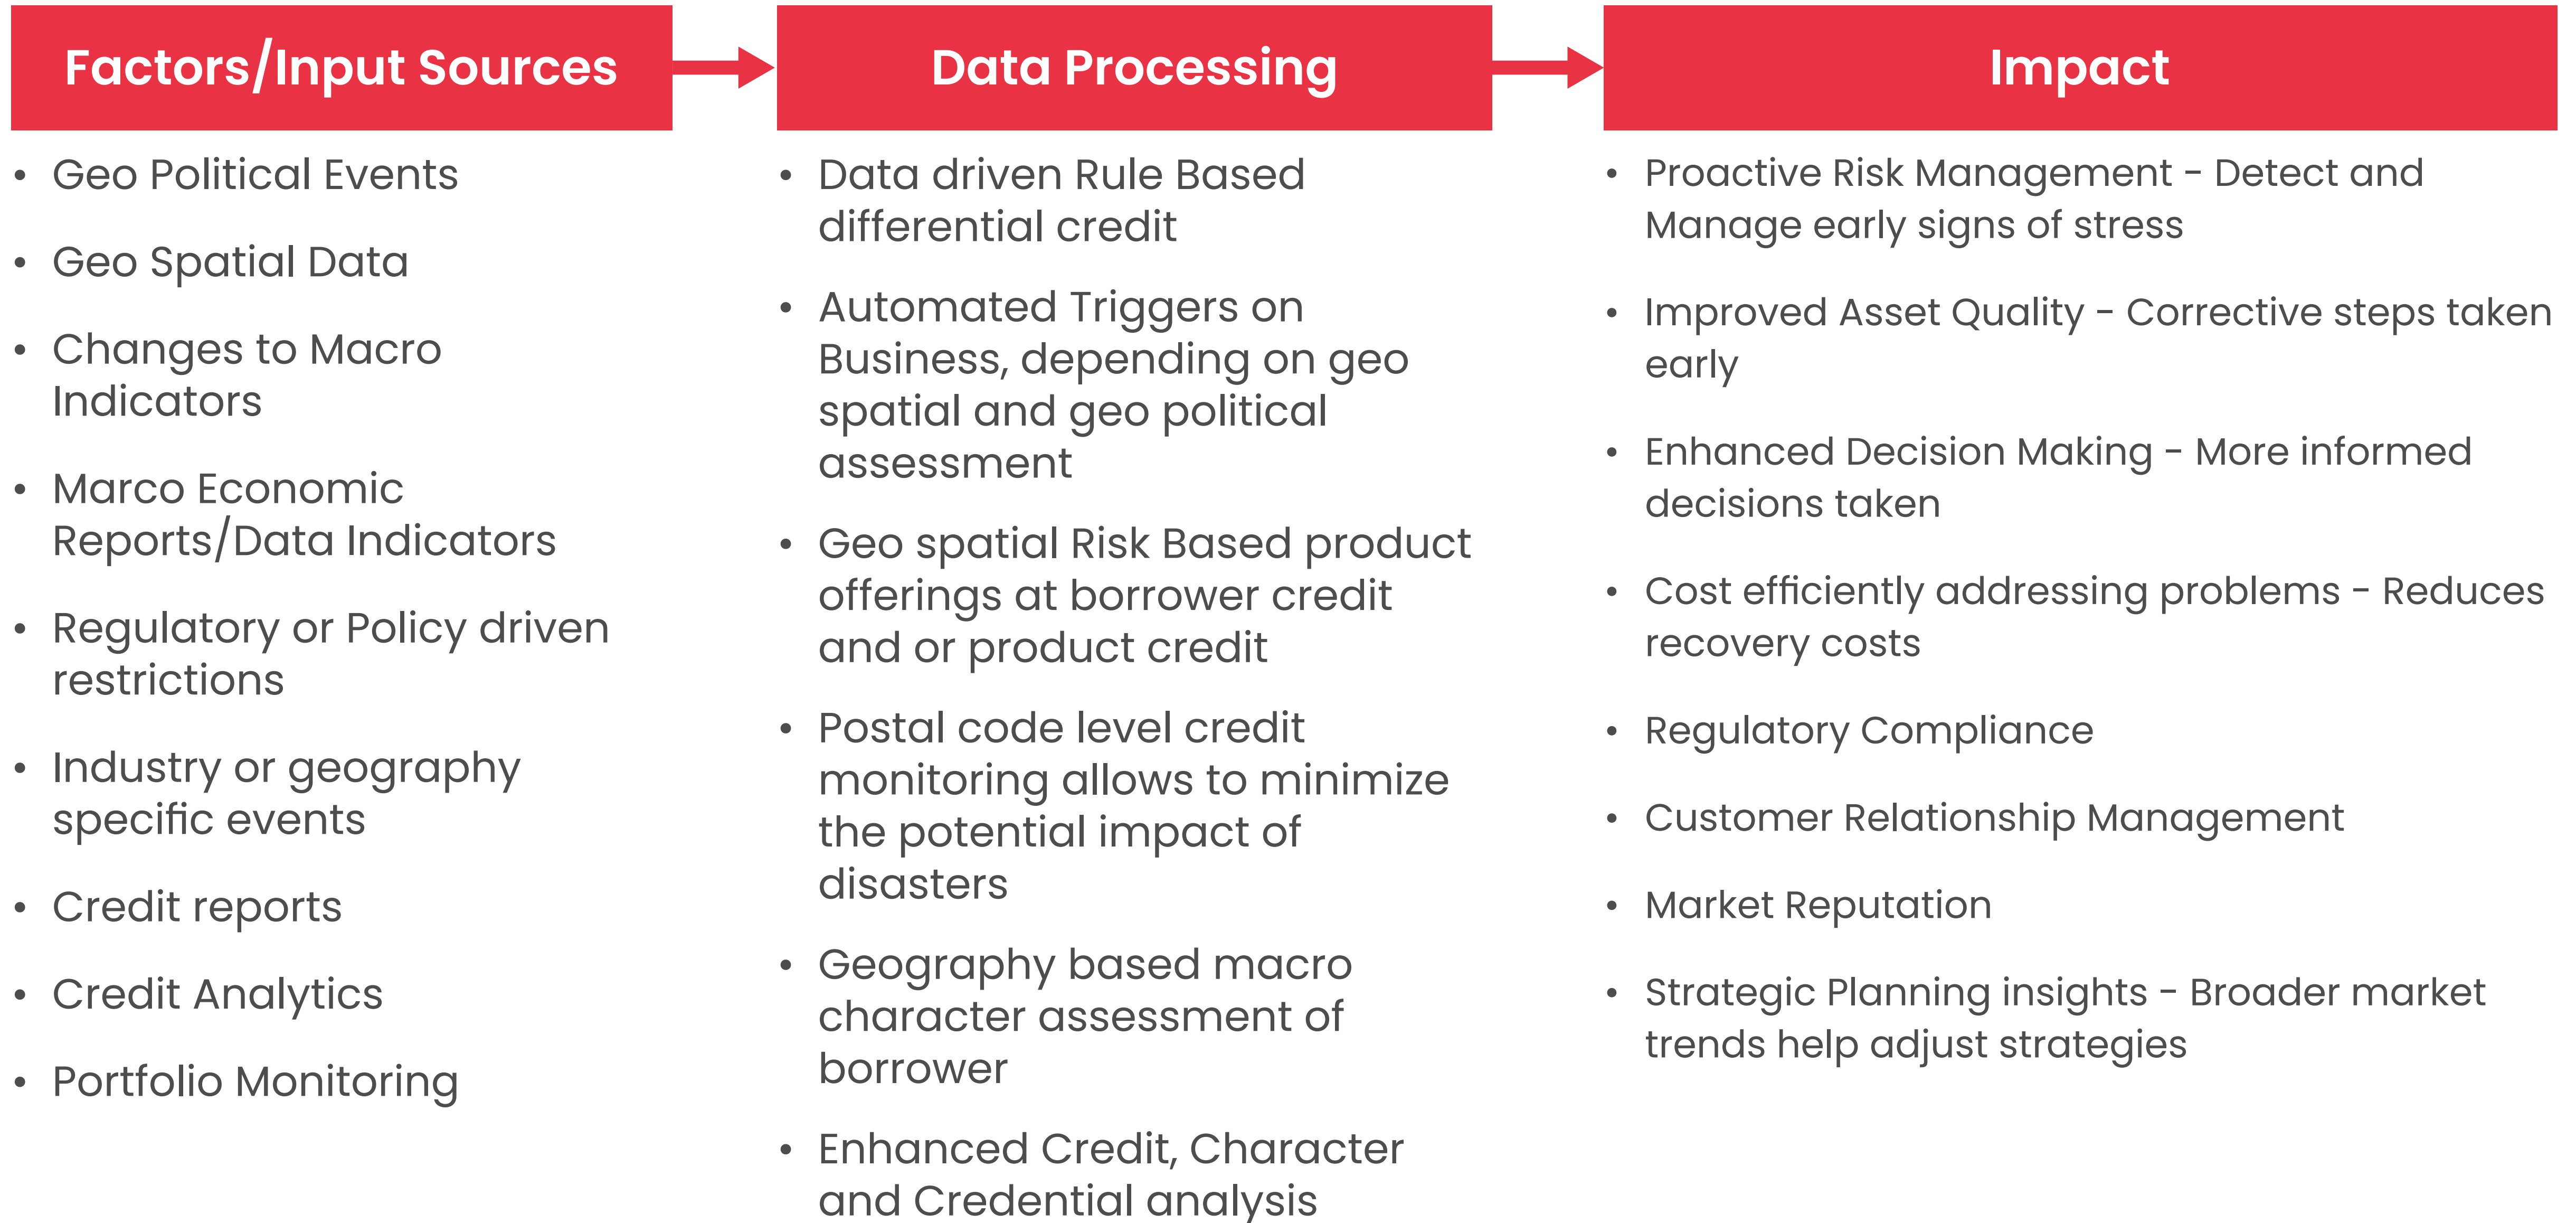 Factors/Input Sources
• Geo Political Events
• Geo Spatial Data
• Changes to Macro
Indicators
• Marco Economic
Reports/Data Indicators
• Regulatory or Policy driven
restrictions
• Industry or geography
specific events
• Credit reports
• Credit Analytics
• Portfolio Monitoring
Data Processing
• Data driven Rule Based
differential credit
• Automated Triggers on
Business, depending on geo
spatial and geo political
assessment
• Geo spatial Risk Based product
offerings at borrower credit
and or product credit
• Postal code level credit
monitoring allows to minimize
the potential impact of
disasters
• Geography based macro
character assessment of
borrower
• Enhanced Credit, Character
and Credential analysis
Impact
• Proactive Risk Management - Detect and
Manage early signs of stress
• Improved Asset Quality - Corrective steps taken
early
• Enhanced Decision Making - More informed
decisions taken
• Cost efficiently addressing problems - Reduces
recovery costs
• Regulatory Compliance
• Customer Relationship Management
• Market Reputation
• Strategic Planning insights - Broader market
trends help adjust strategies